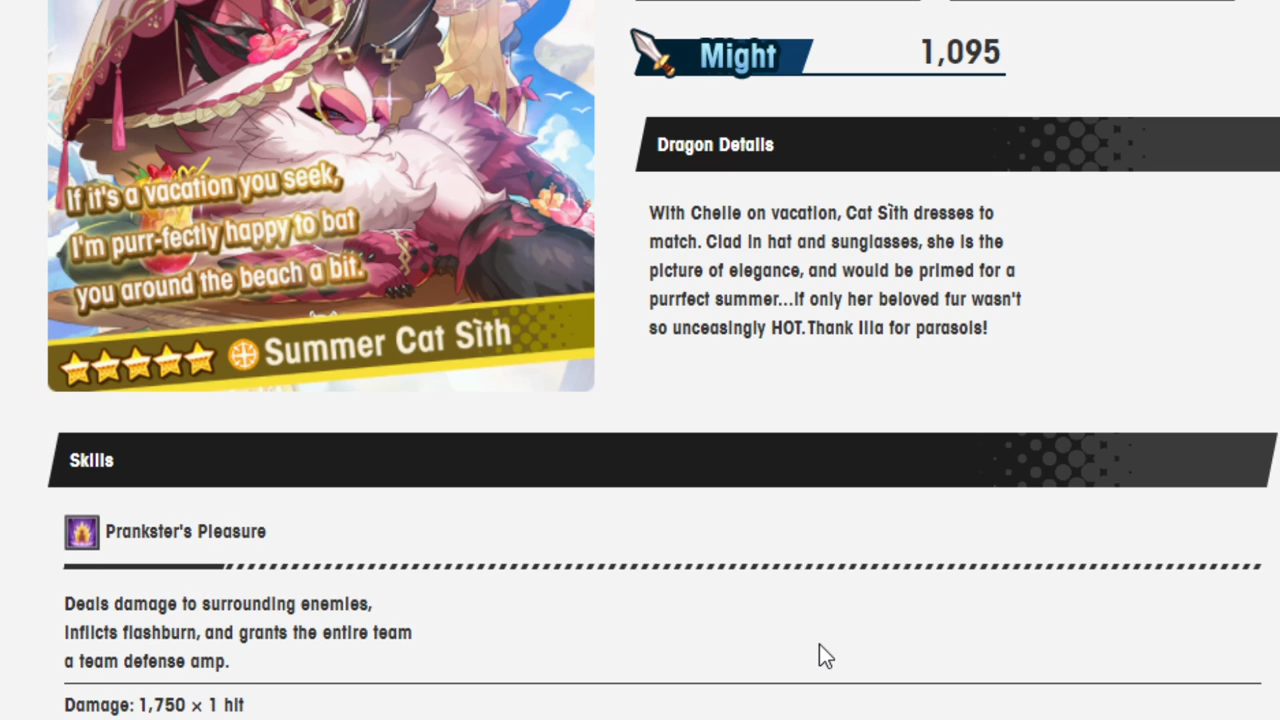 Might 1,095
Dragon Details
With Chelle on vacation, Cat Sìth dresses to
match. Clad in hat and sunglasses, she is the
picture of elegance, and would be primed for a
purrfect summer...if only her beloved fur wasn't
so unceasingly HOT. Thank Ilia for parasols!
If it's a vacation you seek,
I'm purr-fectly happy to bat
you around the beach a bit.
Summer Cat Sìth
Skills
Prankster's Pleasure
Deals damage to surrounding enemies,
inflicts flashburn, and grants the entire team
a team defense amp.
Damage: 1,750 × 1 hit